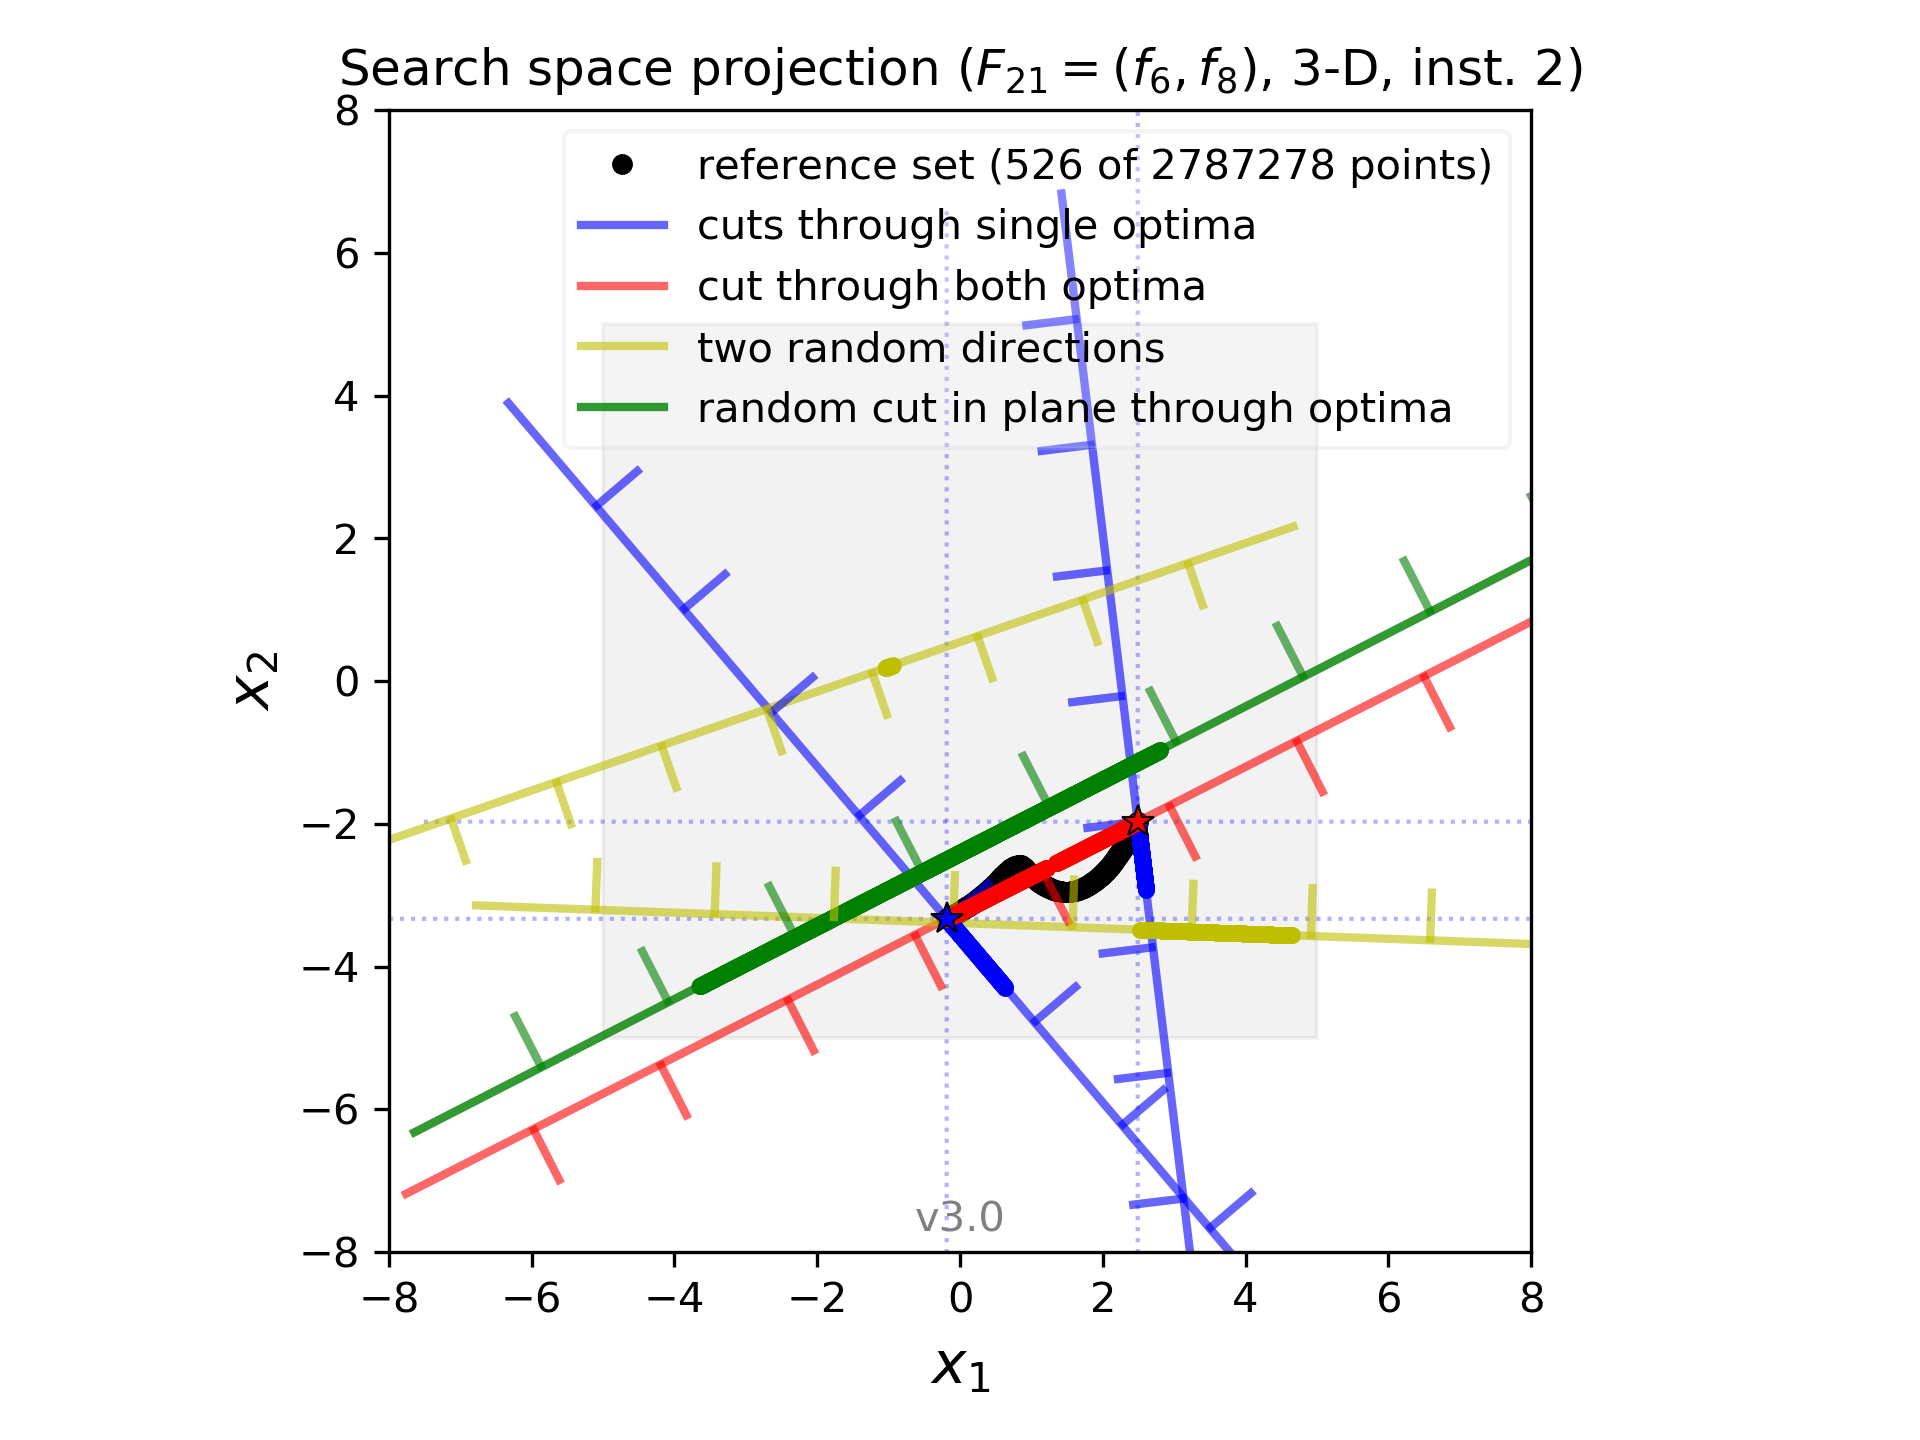 Search space projection (F21 = (f6, f8), 3-D, inst. 2)
reference set (526 of 2787278 points)
cuts through single optima
cut through both optima
two random directions
random cut in plane through optima
8
6
4
2
0
−2
−4
−6
−8
x2
v3.0
−8 −6 −4 −2 0 2 4 6 8
x1